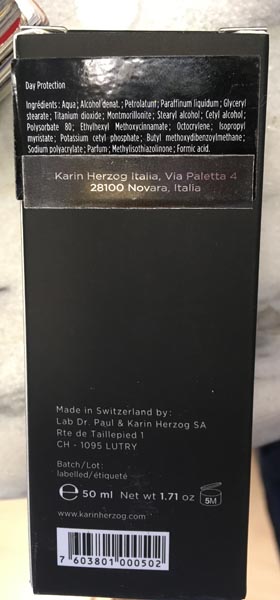 Day Protection
Ingrédients : Aqua ; Alcohol denat. ; Petrolatum ; Paraffinum liquidum ; Glyceryl
stearate ; Titanium dioxide ; Montmorillonite ; Stearyl alcohol ; Cetyl alcohol ;
Polysorbate 80 ; Ethylhexyl Methoxycinnamate ; Octocrylene ; Isopropyl
myristate ; Potassium cetyl phosphate ; Butyl methoxydibenzoylmethane ;
Sodium polyacrylate ; Parfum ; Methylisothiazolinone ; Formic acid.
Karin Herzog Italia, Via Paletta 4
28100 Novara, Italia
Made in Switzerland by:
Lab Dr. Paul & Karin Herzog SA
Rte de Taillepied 1
CH - 1095 LUTRY
Batch/Lot:
labelled/étiqueté
℮ 50 ml Net wt 1.71 oz 5M
www.karinherzog.com
7 603801 000502